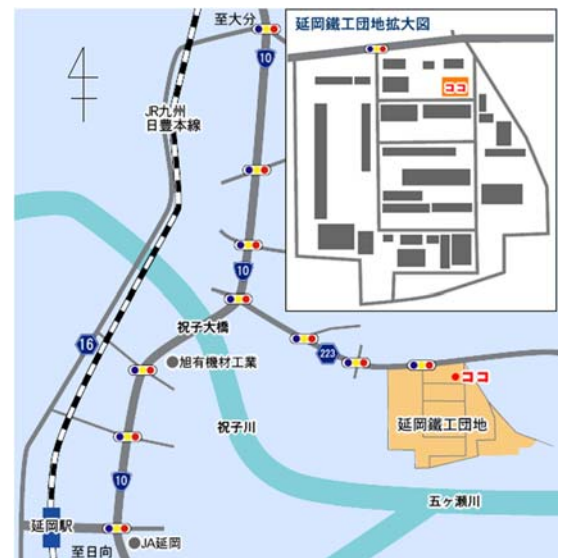 至大分
延岡鐵工団地拡大図
10
ココ
JR九州
日豊本線
10
祝子大橋
16
旭有機材工業
223
ココ
延岡鐵工団地
祝子川
10
五ヶ瀬川
延岡駅
至日向
JA延岡